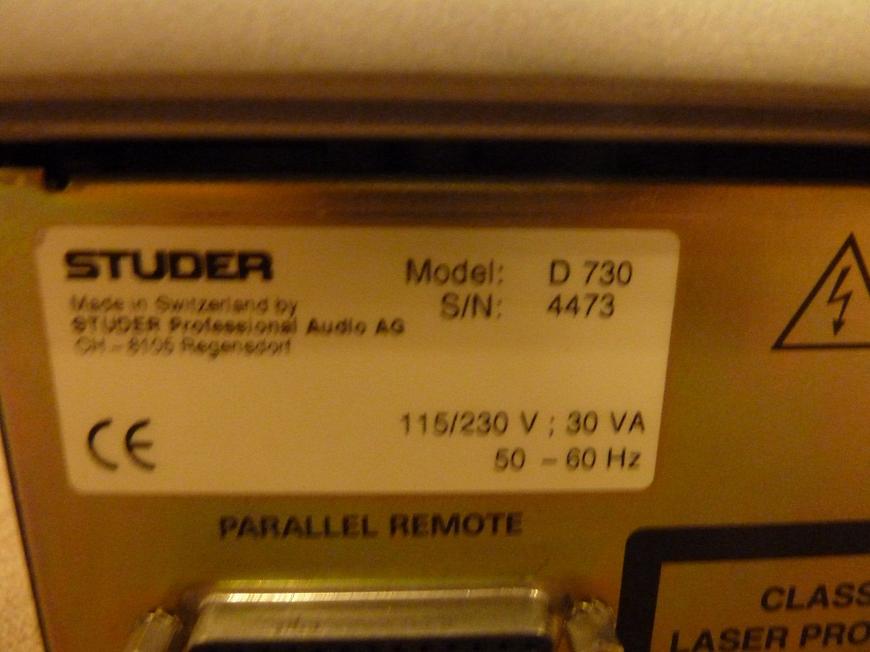 STUDER
Model: D 730
S/N: 4473
Made in Switzerland by
STUDER Professional Audio AG
CH – 8105 Regensdorf
CE
115/230 V ; 30 VA
50 – 60 Hz
PARALLEL REMOTE
CLASS
LASER PRO